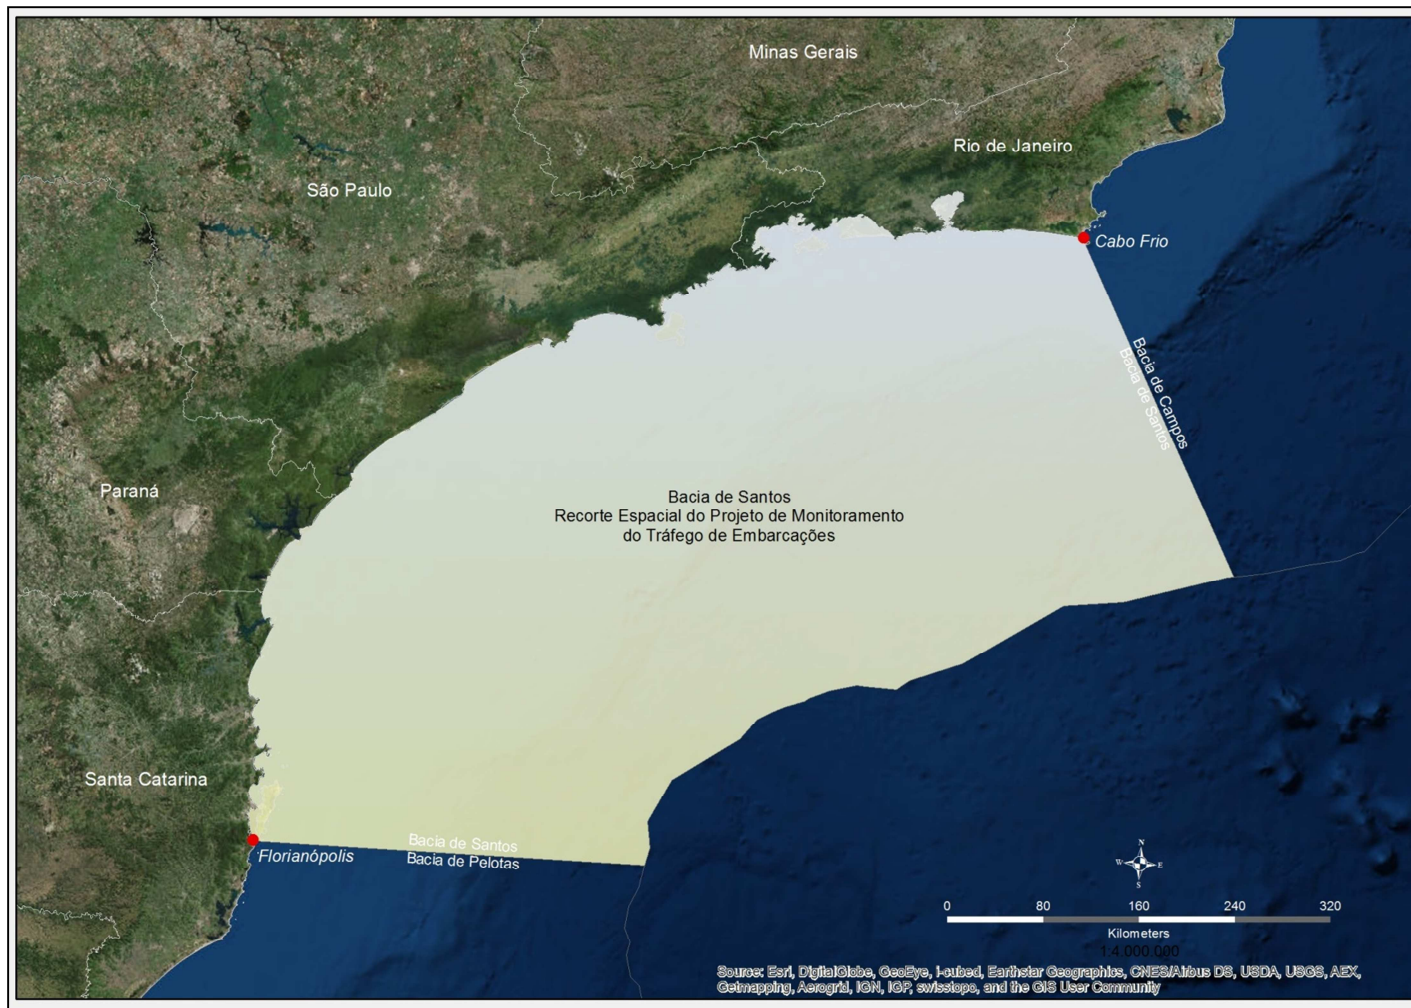 Minas Gerais
Rio de Janeiro
São Paulo
Cabo Frio
Bacia de Campos
Bacia de Santos
Paraná
Bacia de Santos
Recorte Espacial do Projeto de Monitoramento
do Tráfego de Embarcações
Santa Catarina
Bacia de Santos
Bacia de Pelotas
Florianópolis
N
W E
S
0 80 160 240 320
Kilometers
1:4.000.000
Source: Esri, DigitalGlobe, GeoEye, i-cubed, Earthstar Geographics, CNES/Airbus DS, USDA, USGS, AEX,
Getmapping, Aerogrid, IGN, IGP, swisstopo, and the GIS User Community